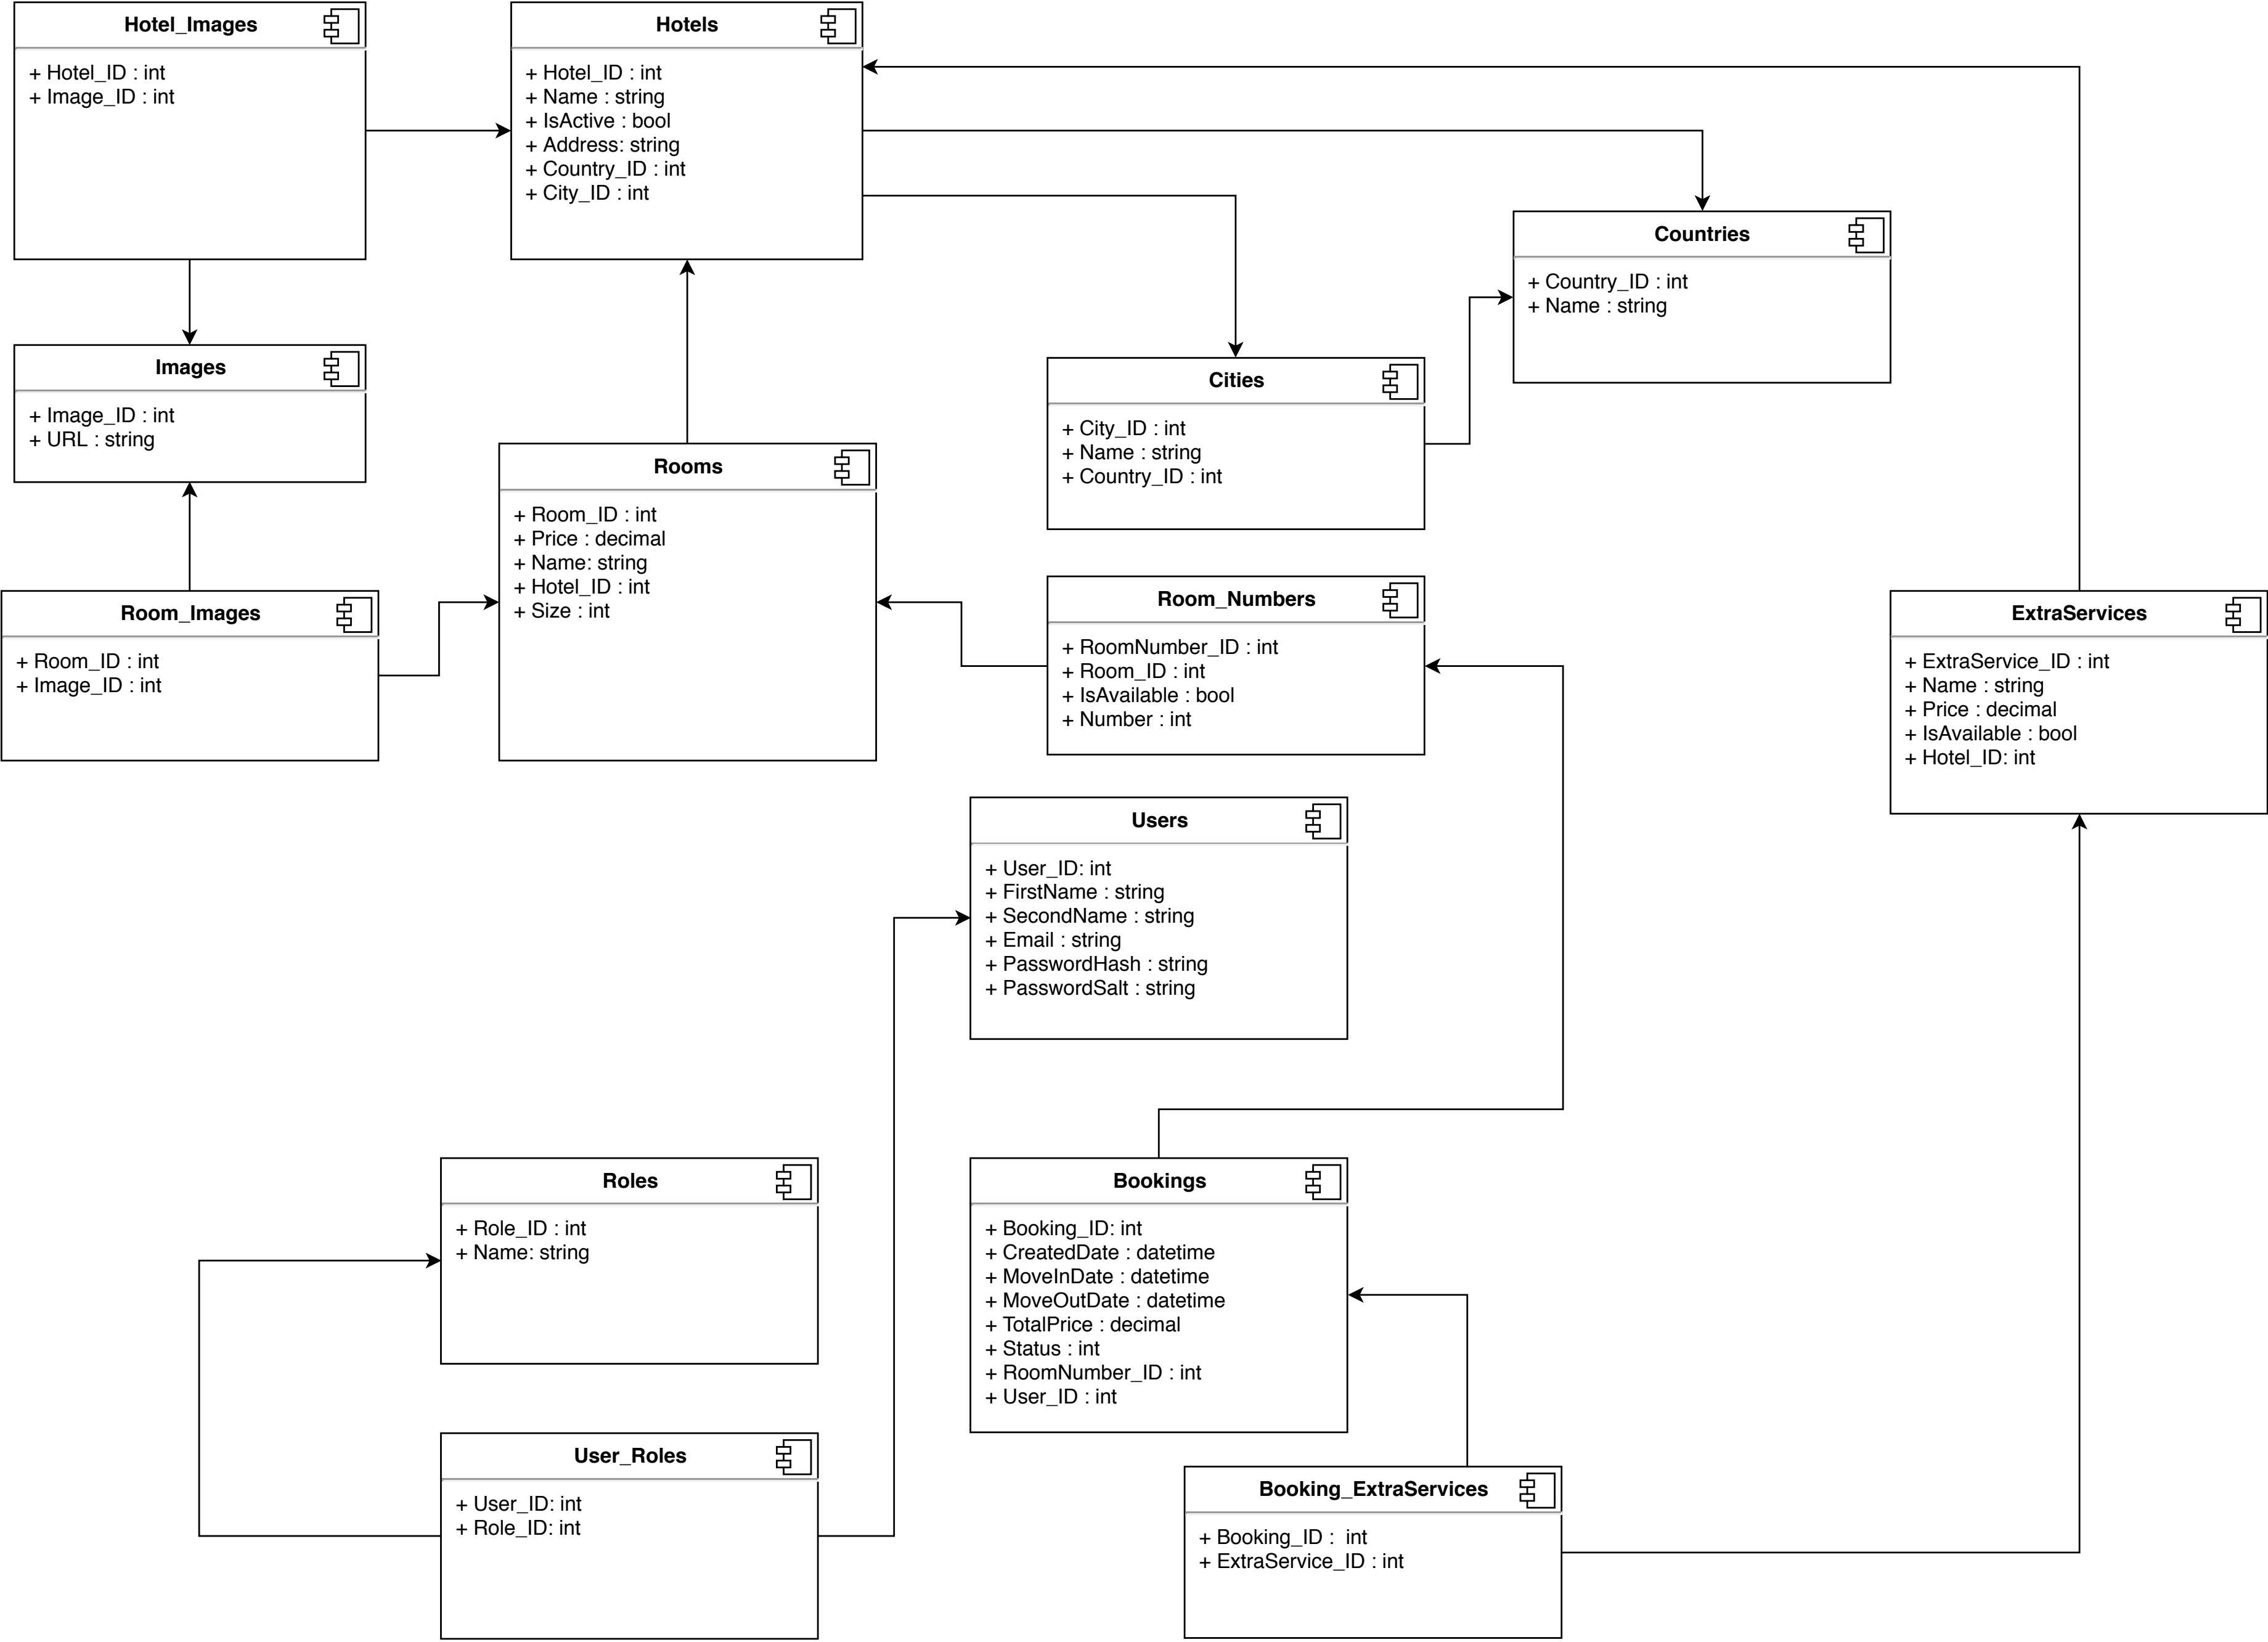 Hotel_Images
+ Hotel_ID : int
+ Image_ID : int
Hotels
+ Hotel_ID : int
+ Name : string
+ IsActive : bool
+ Address: string
+ Country_ID : int
+ City_ID : int
Countries
+ Country_ID : int
+ Name : string
Images
+ Image_ID : int
+ URL : string
Cities
+ City_ID : int
+ Name : string
+ Country_ID : int
Rooms
+ Room_ID : int
+ Price : decimal
+ Name: string
+ Hotel_ID : int
+ Size : int
Room_Images
+ Room_ID : int
+ Image_ID : int
Room_Numbers
+ RoomNumber_ID : int
+ Room_ID : int
+ IsAvailable : bool
+ Number : int
ExtraServices
+ ExtraService_ID : int
+ Name : string
+ Price : decimal
+ IsAvailable : bool
+ Hotel_ID: int
Users
+ User_ID: int
+ FirstName : string
+ SecondName : string
+ Email : string
+ PasswordHash : string
+ PasswordSalt : string
Roles
+ Role_ID : int
+ Name: string
Bookings
+ Booking_ID: int
+ CreatedDate : datetime
+ MoveInDate : datetime
+ MoveOutDate : datetime
+ TotalPrice : decimal
+ Status : int
+ RoomNumber_ID : int
+ User_ID : int
User_Roles
+ User_ID: int
+ Role_ID: int
Booking_ExtraServices
+ Booking_ID :  int
+ ExtraService_ID : int